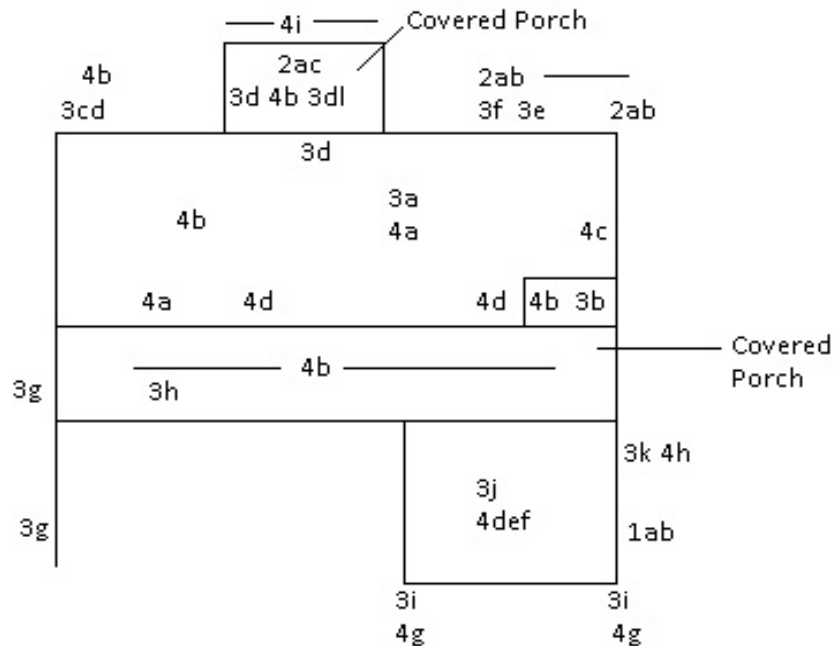 4i
Covered Porch
4b
2ac
2ab
3cd
3d 4b 3dl
3f 3e
2ab
3d
3a
4b
4a
4c
4a
4d
4d
4b 3b
4b
Covered
Porch
3g
3h
3k 4h
3j
4def
3g
1ab
3i
3i
4g
4g